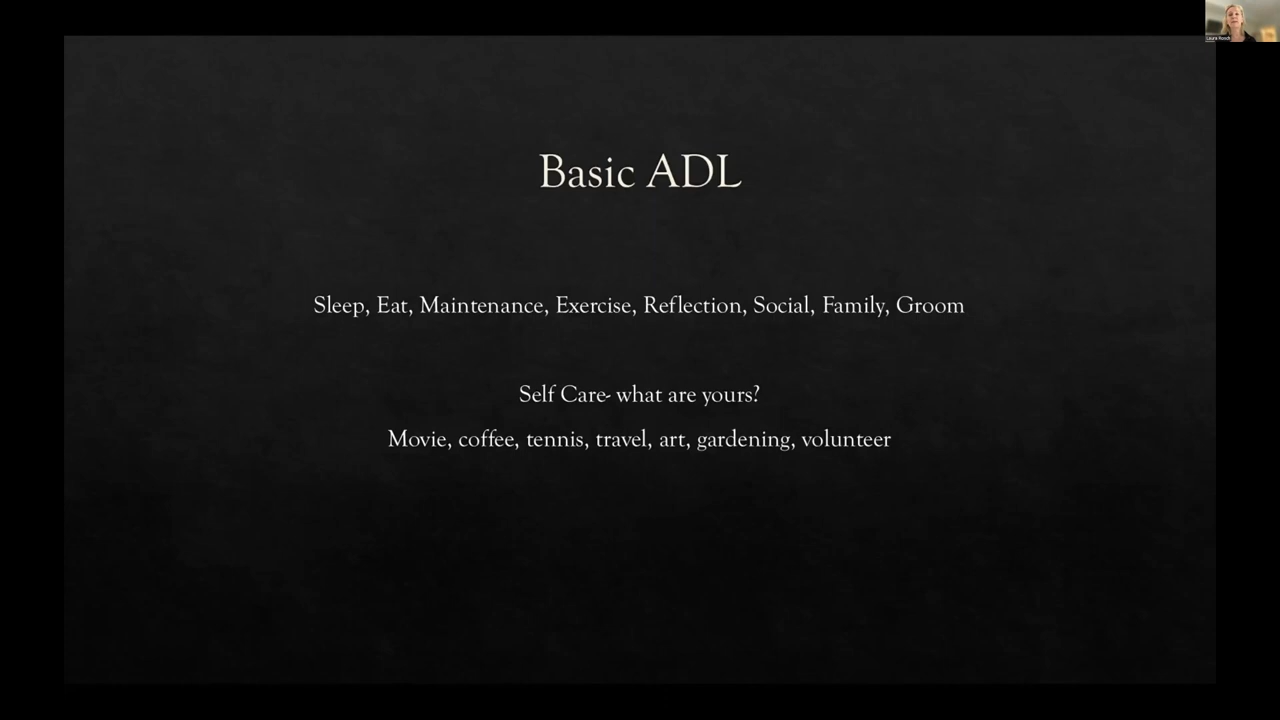 Basic ADL
Sleep, Eat, Maintenance, Exercise, Reflection, Social, Family, Groom
Self Care- what are yours?
Movie, coffee, tennis, travel, art, gardening, volunteer